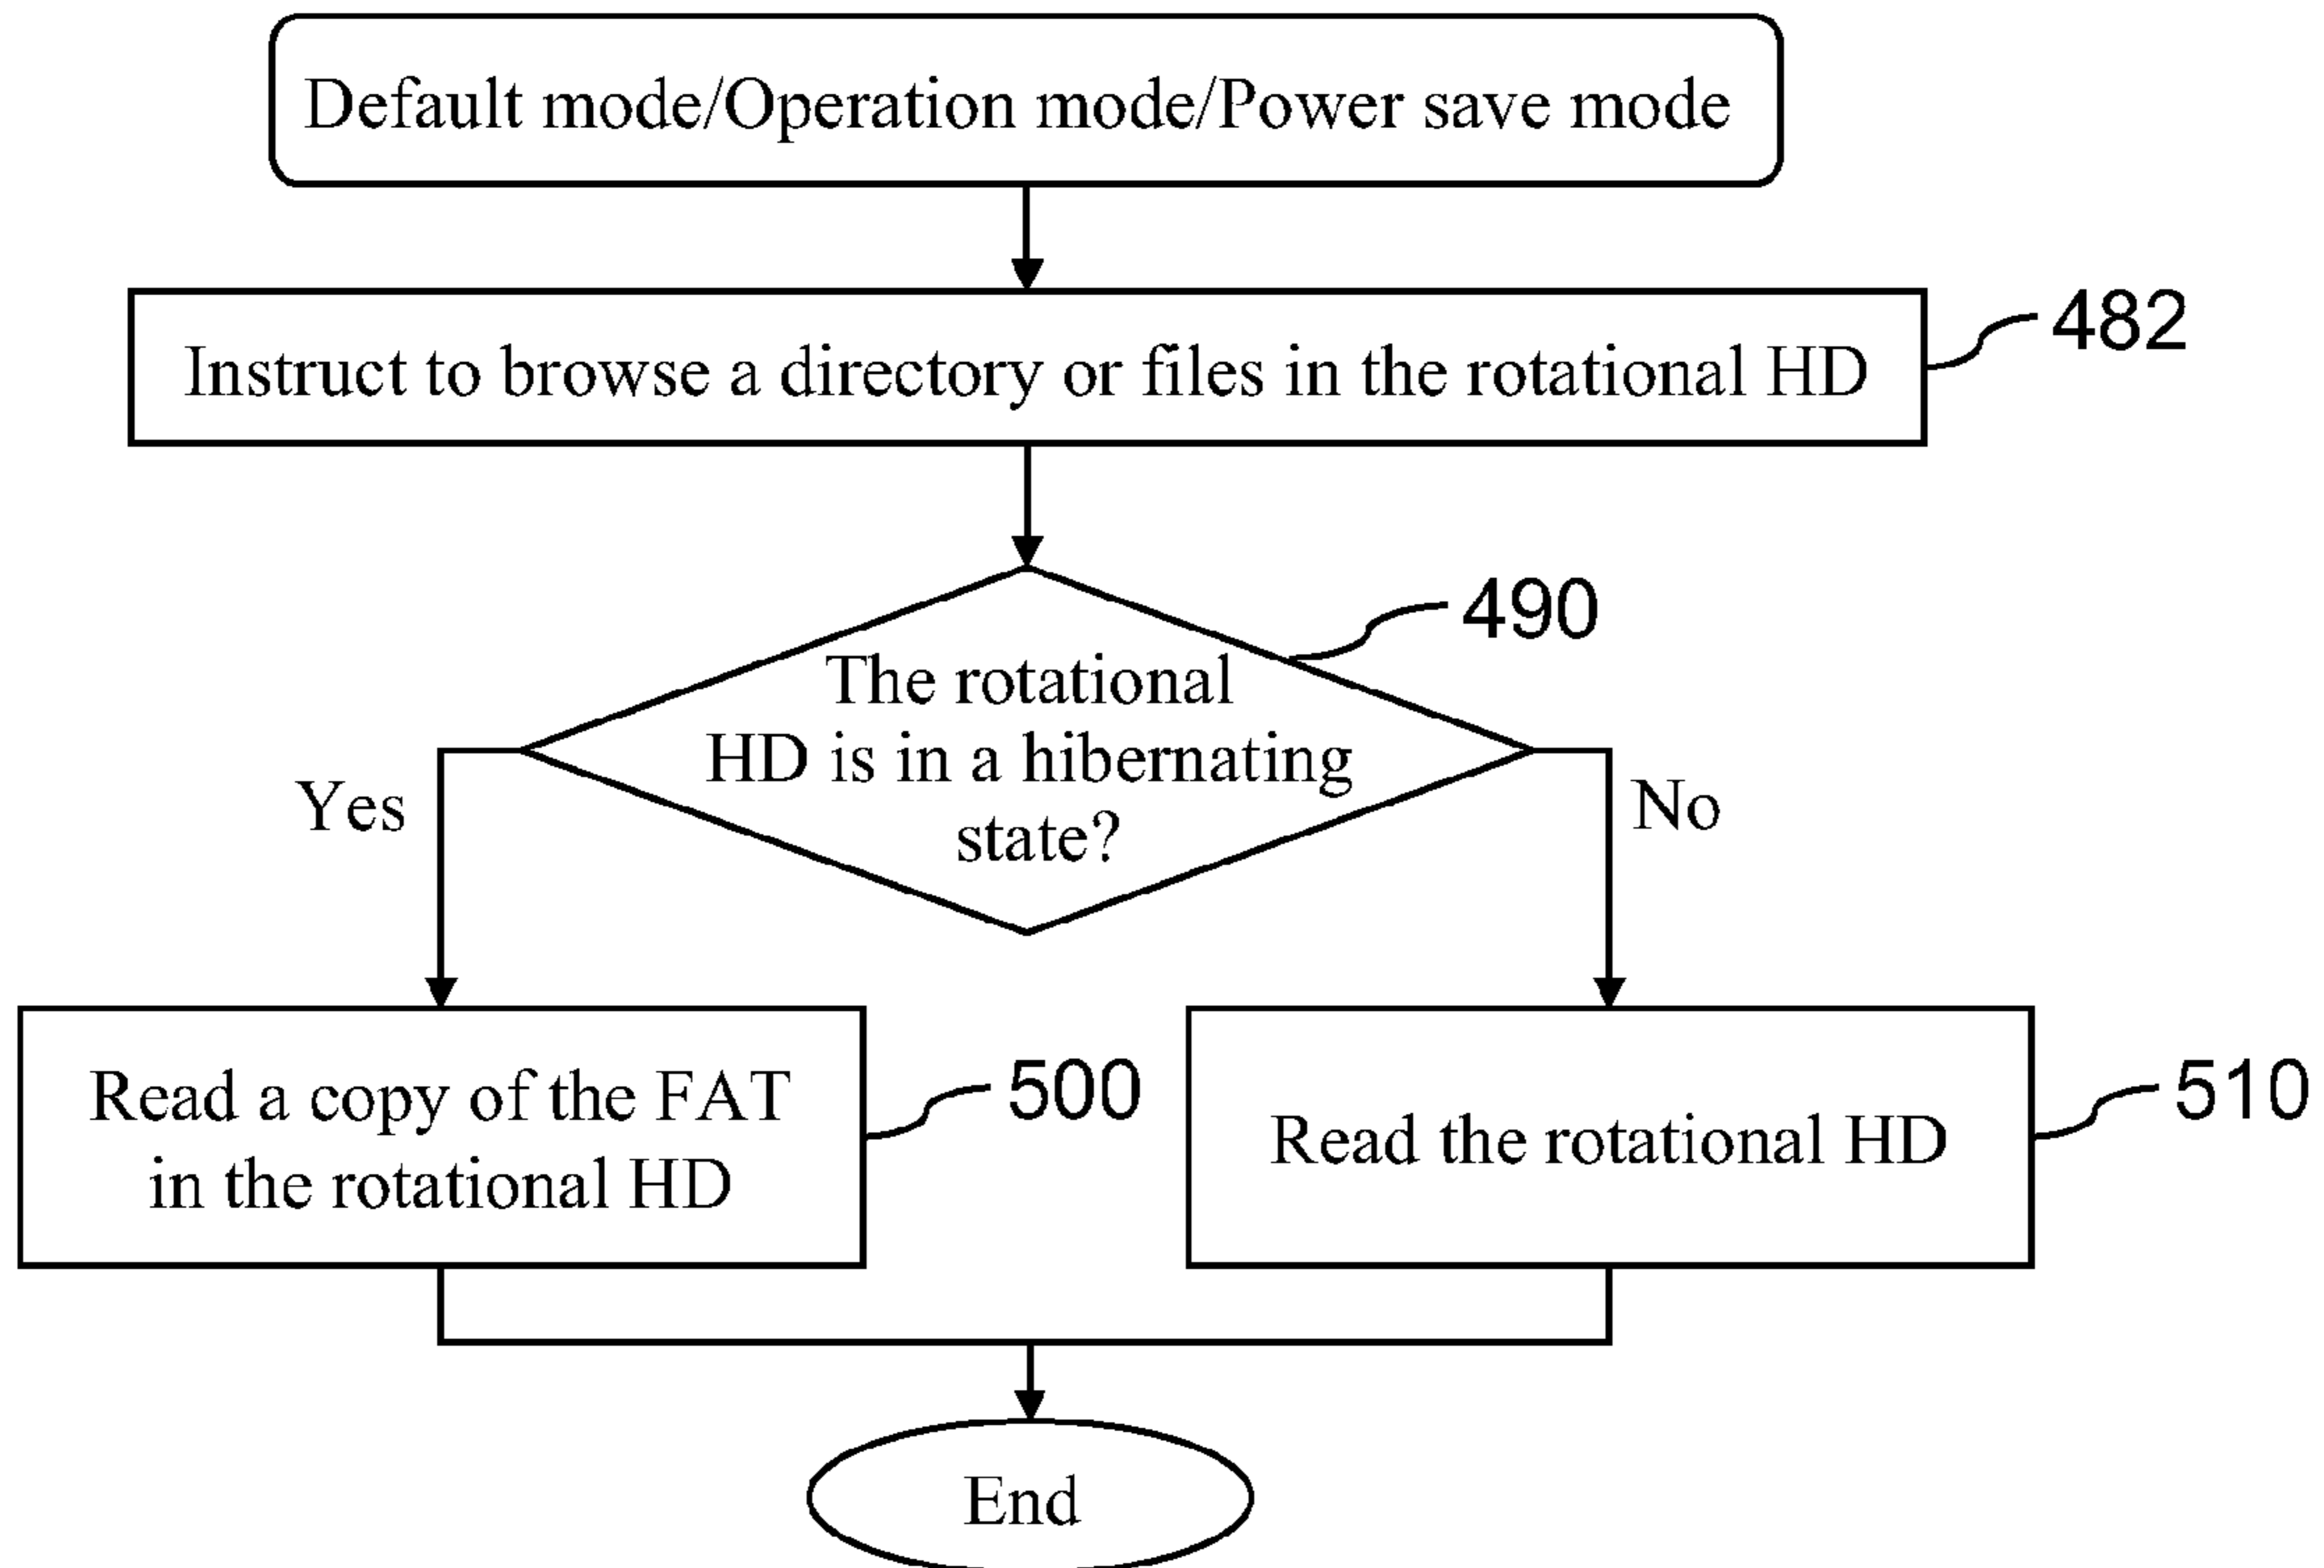 Default mode/Operation mode/Power save mode
482
Instruct to browse a directory or files in the rotational HD
490
The rotational
HD is in a hibernating
state?
Yes
No
Read a copy of the FAT
in the rotational HD
500
Read the rotational HD
510
End